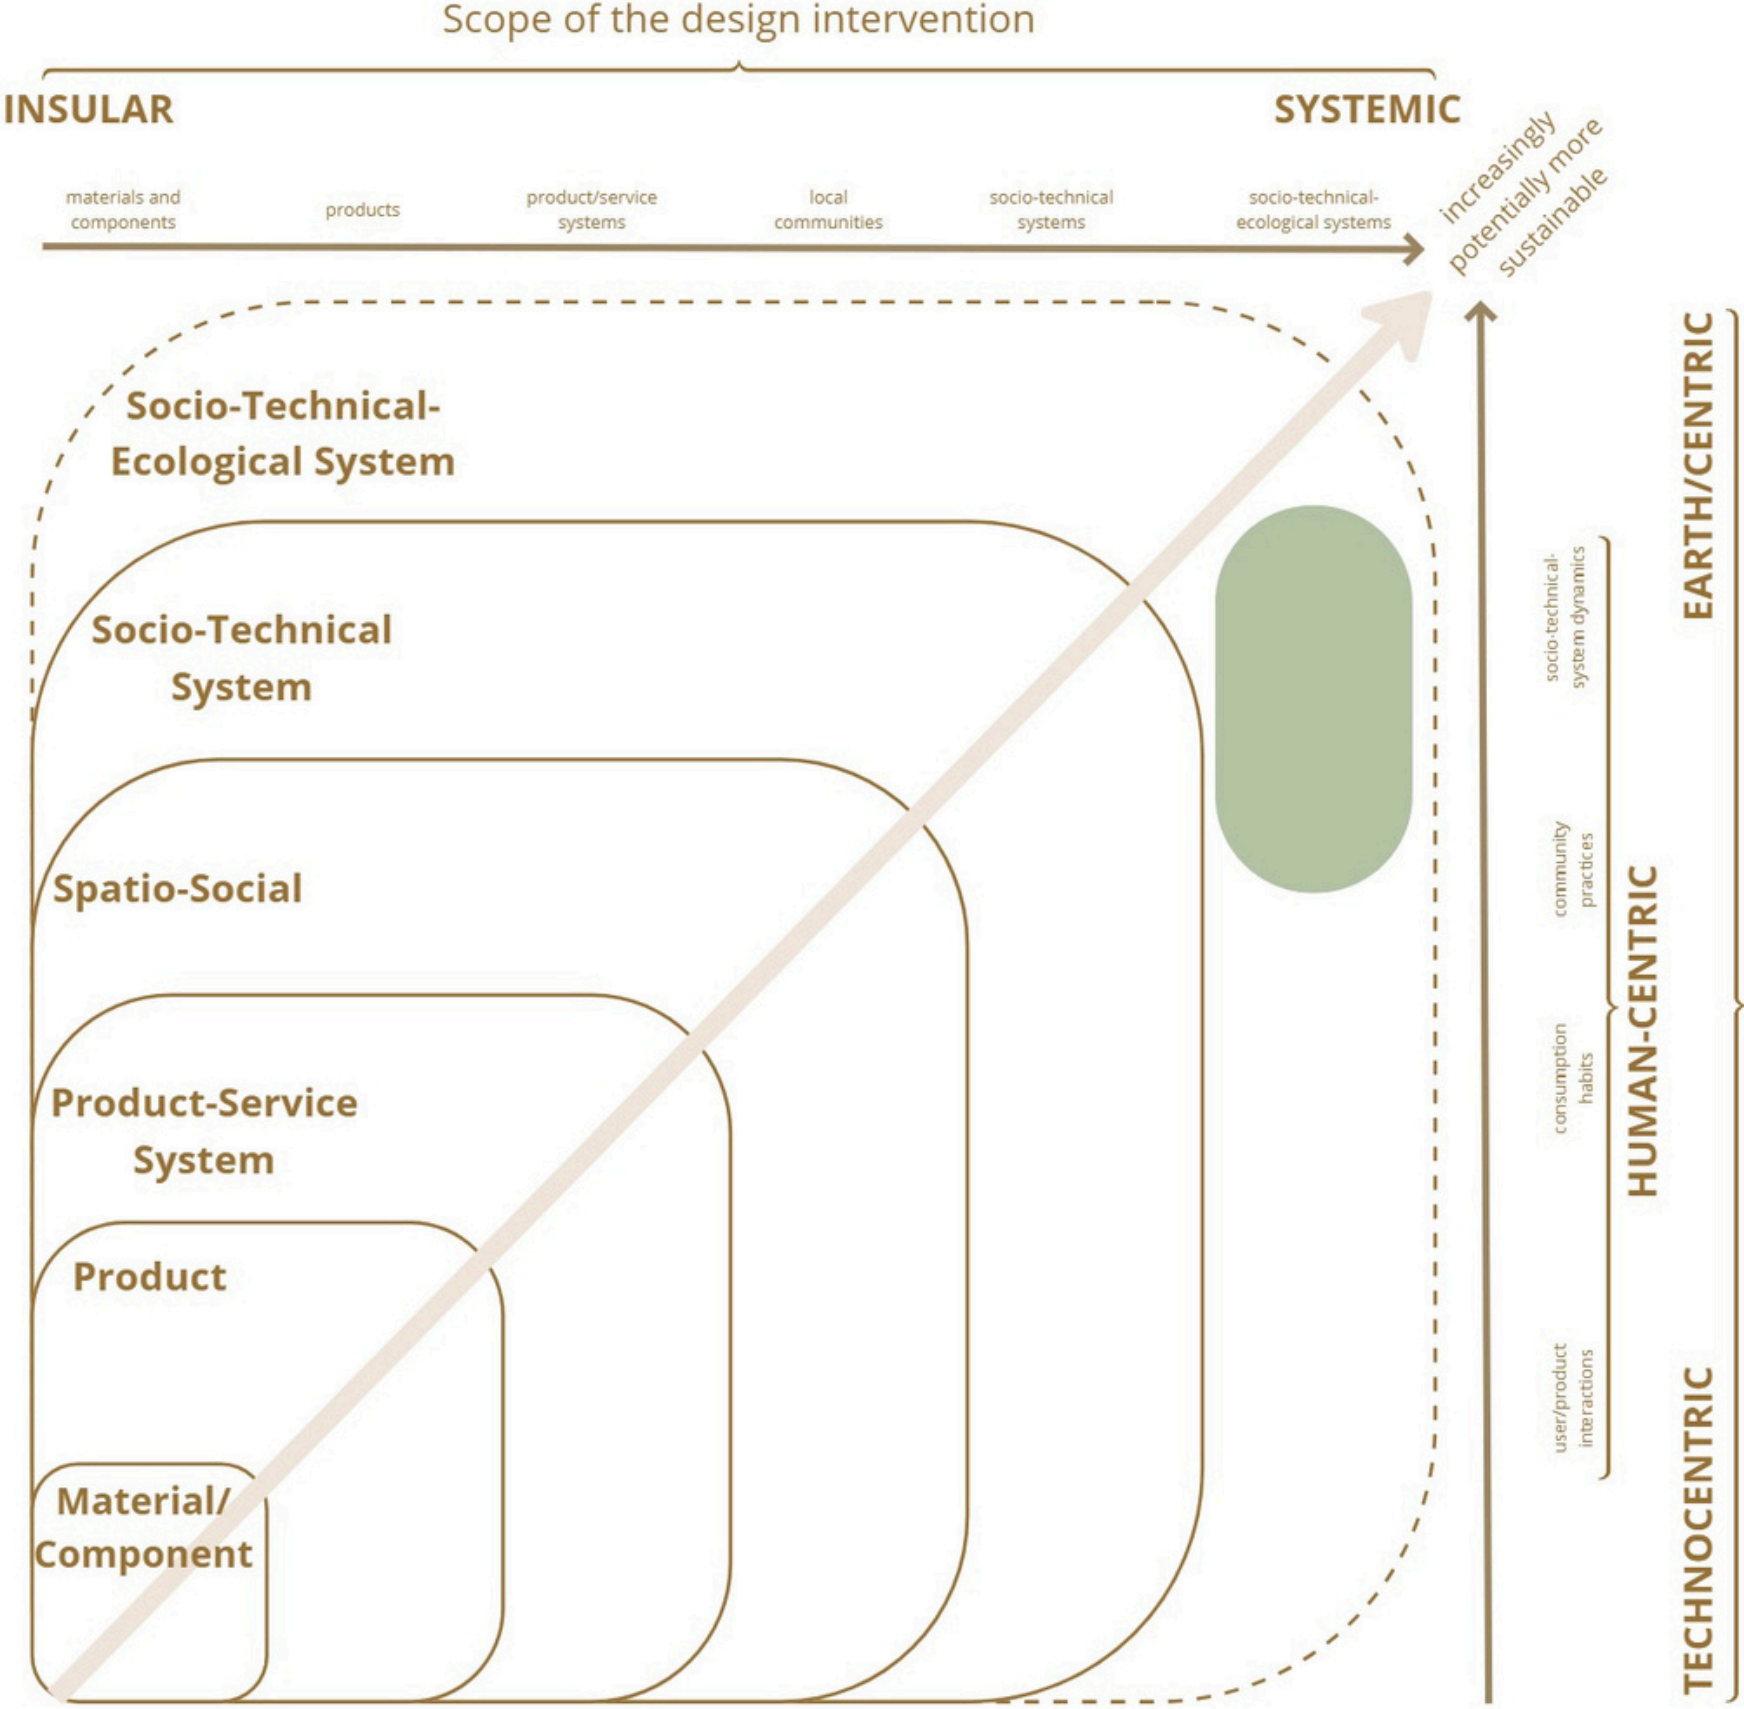 Scope of the design intervention
INSULAR
SYSTEMIC
materials and
components
products
product/service
systems
local
communities
socio-technical
systems
socio-technical-
ecological systems
increasingly
potentially more
sustainable
Socio-Technical-
Ecological System
Socio-Technical
System
Spatio-Social
Product-Service
System
Product
Material/
Component
socio-technical-
system dynamics
community
practices
consumption
habits
user/product
interactions
HUMAN-CENTRIC
EARTH/CENTRIC
TECHNOCENTRIC